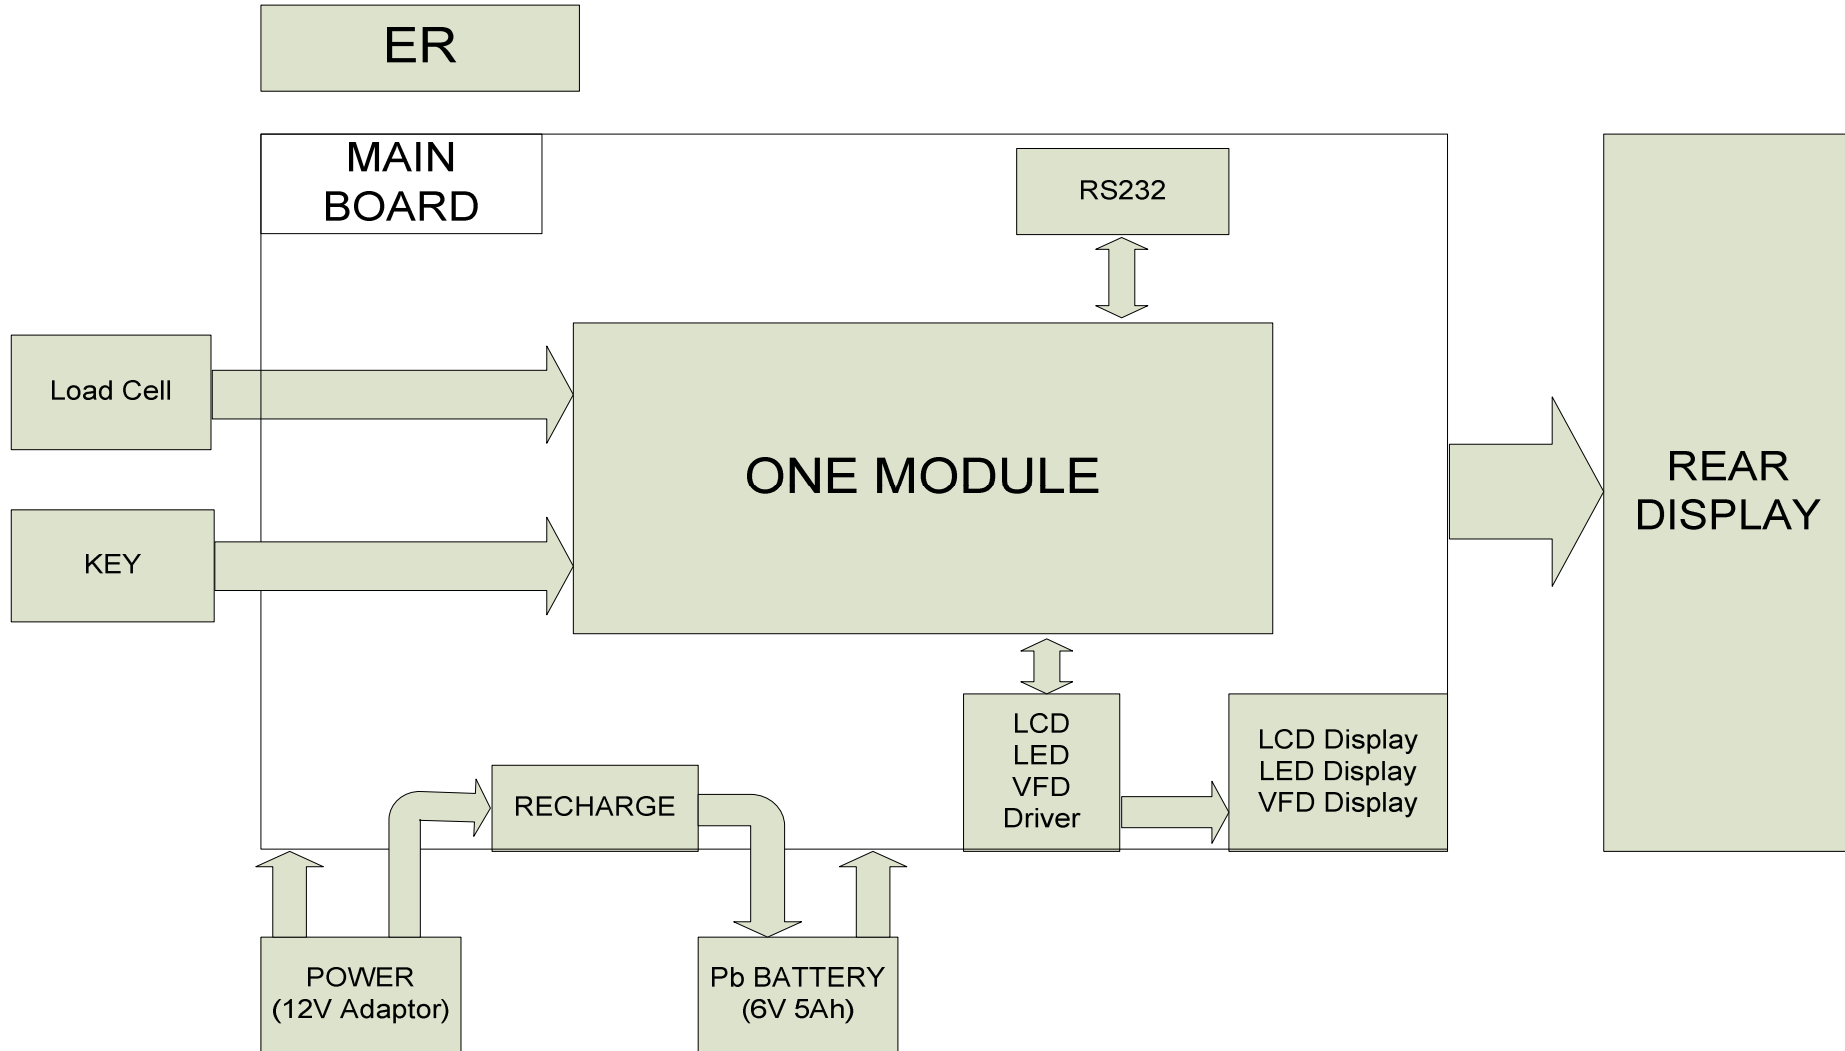 ER
MAIN
BOARD
RS232
Load Cell
ONE MODULE
REAR
DISPLAY
KEY
LCD
LED
VFD
Driver
LCD Display
LED Display
VFD Display
RECHARGE
POWER
(12V Adaptor)
Pb BATTERY
(6V 5Ah)